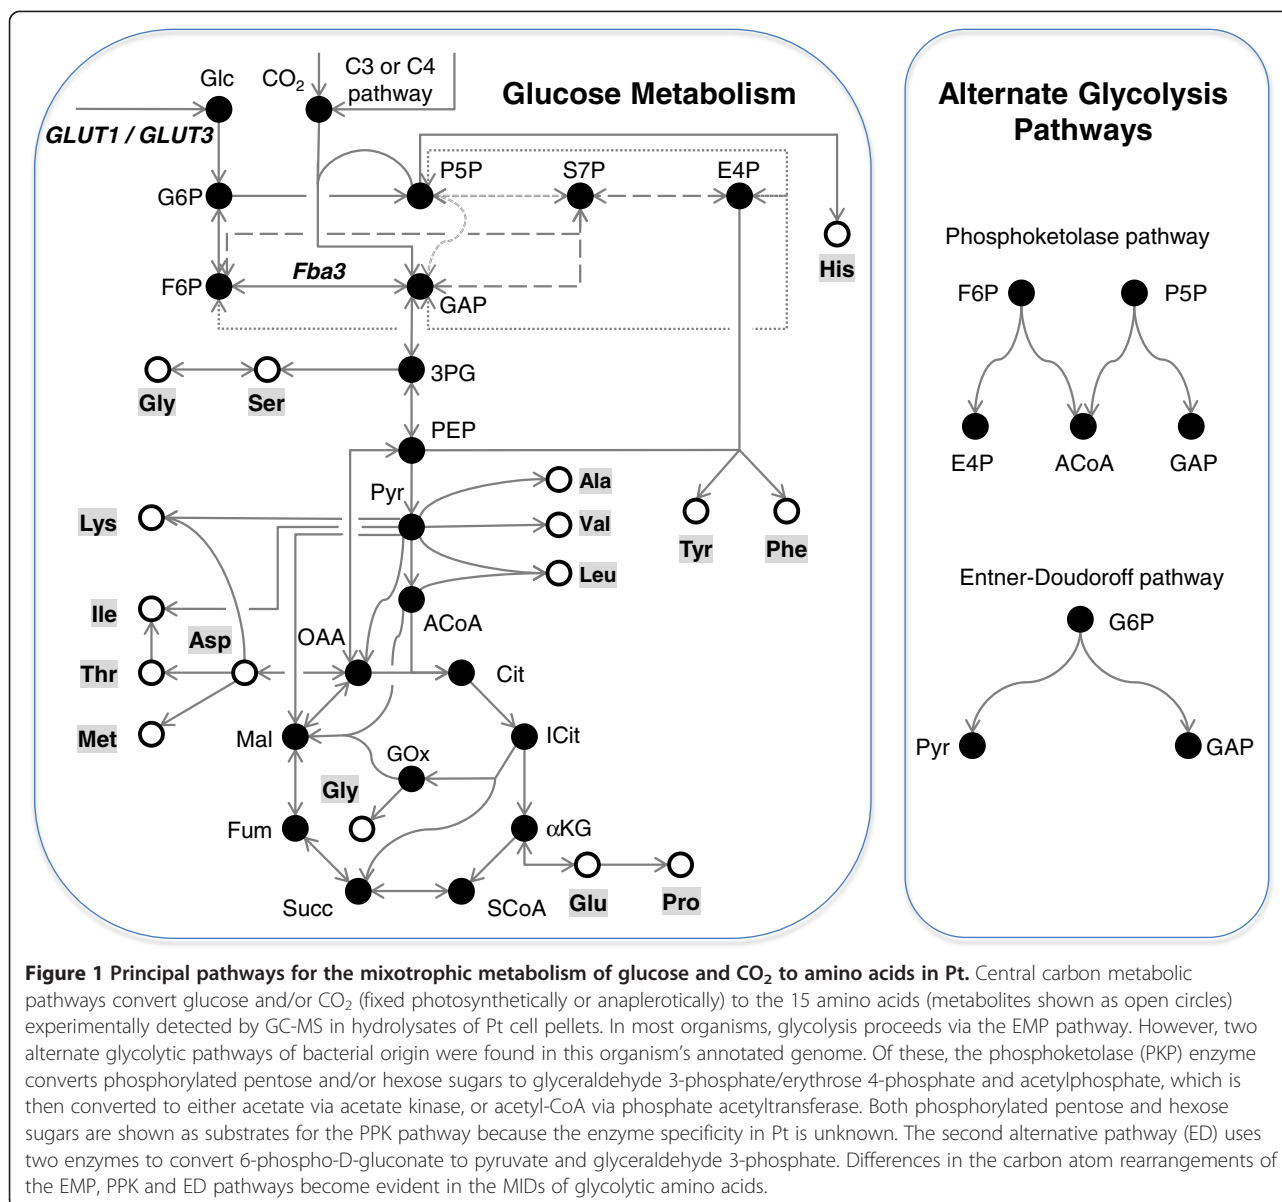 Glc
CO2
C3 or C4
pathway
Glucose Metabolism
GLUT1 / GLUT3
G6P
P5P
S7P
E4P
His
F6P
Fba3
GAP
3PG
Gly
Ser
PEP
Pyr
Ala
Lys
Val
Tyr
Phe
Leu
Ile
ACoA
Asp
OAA
Thr
Cit
Met
Mal
ICit
GOx
Gly
Fum
αKG
Succ
SCoA
Glu
Pro
Alternate Glycolysis
Pathways
Phosphoketolase pathway
F6P
P5P
E4P
ACoA
GAP
Entner-Doudoroff pathway
G6P
Pyr
GAP
Figure 1 Principal pathways for the mixotrophic metabolism of glucose and CO2 to amino acids in Pt. Central carbon metabolic
pathways convert glucose and/or CO2 (fixed photosynthetically or anaplerotically) to the 15 amino acids (metabolites shown as open circles)
experimentally detected by GC-MS in hydrolysates of Pt cell pellets. In most organisms, glycolysis proceeds via the EMP pathway. However, two
alternate glycolytic pathways of bacterial origin were found in this organism's annotated genome. Of these, the phosphoketolase (PKP) enzyme
converts phosphorylated pentose and/or hexose sugars to glyceraldehyde 3-phosphate/erythrose 4-phosphate and acetylphosphate, which is
then converted to either acetate via acetate kinase, or acetyl-CoA via phosphate acetyltransferase. Both phosphorylated pentose and hexose
sugars are shown as substrates for the PPK pathway because the enzyme specificity in Pt is unknown. The second alternative pathway (ED) uses
two enzymes to convert 6-phospho-D-gluconate to pyruvate and glyceraldehyde 3-phosphate. Differences in the carbon atom rearrangements of
the EMP, PPK and ED pathways become evident in the MIDs of glycolytic amino acids.